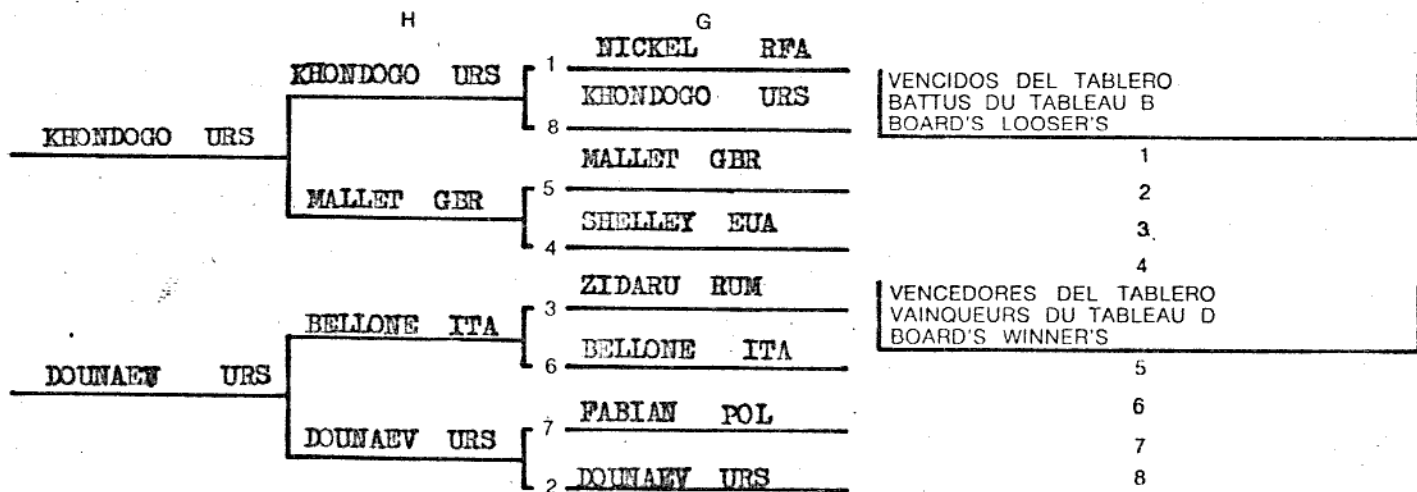 H
G
NICKEL RFA
KHONDOGO URS
1
KHONDOGO URS
8
KHONDOGO URS
MALLET GBR
MALLET GBR
5
SHELLEY EUA
4
ZIDARU RUM
BELLONE ITA
3
BELLONE ITA
6
DOUNAEV URS
FABIAN POL
DOUNAEV URS
7
DOUNAEV URS
2
VENCIDOS DEL TABLERO
BATTUS DU TABLEAU B
BOARD'S LOOSER'S
1
2
3
4
VENCEDORES DEL TABLERO
VAINQUEURS DU TABLEAU D
BOARD'S WINNER'S
5
6
7
8